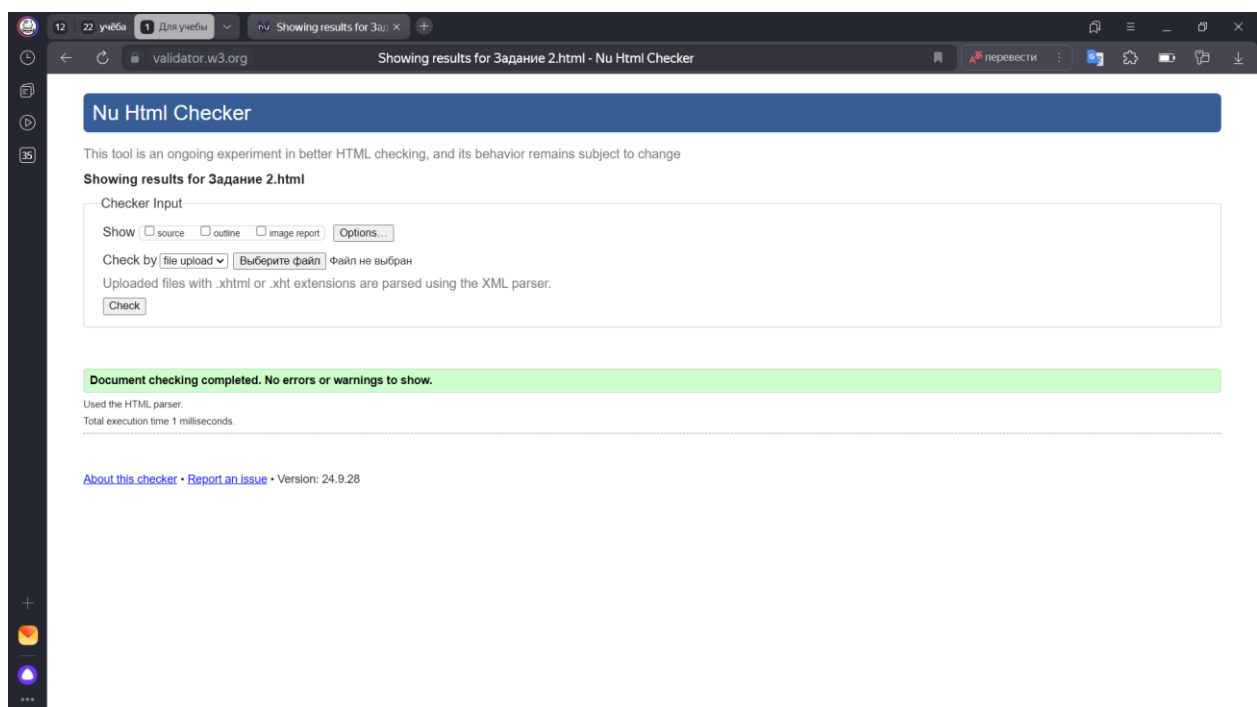 12 22 учёба 1 Для учебы nu Showing results for Зад
validator.w3.org Showing results for Задание 2.html - Nu Html Checker перевести
35
Nu Html Checker
This tool is an ongoing experiment in better HTML checking, and its behavior remains subject to change
Showing results for Задание 2.html
Checker Input
Show source outline image report Options...
Check by file upload Выберите файл Файл не выбран
Uploaded files with .xhtml or .xht extensions are parsed using the XML parser.
Check
Document checking completed. No errors or warnings to show.
Used the HTML parser.
Total execution time 1 milliseconds.
About this checker • Report an issue • Version: 24.9.28